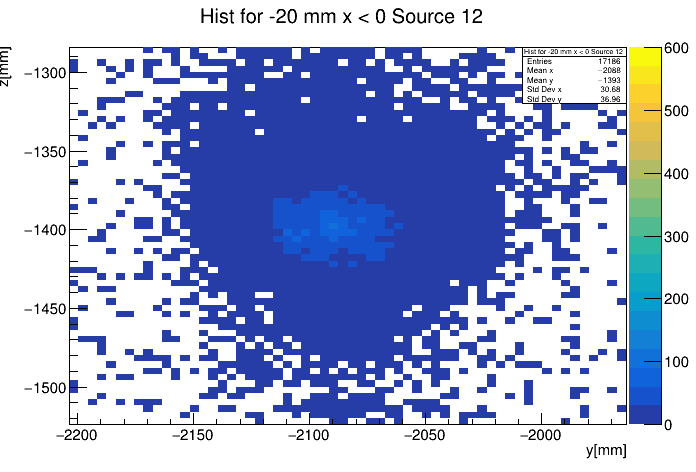 Hist for -20 mm x < 0 Source 12
z[mm]
Hist for -20 mm x < 0 Source 12
Entries 17186
Mean x −2088
Mean y −1393
Std Dev x 30.68
Std Dev y 36.96
−1300
−1350
−1400
−1450
−1500
600
500
400
300
200
100
0
−2200 −2150 −2100 −2050 −2000
y[mm]